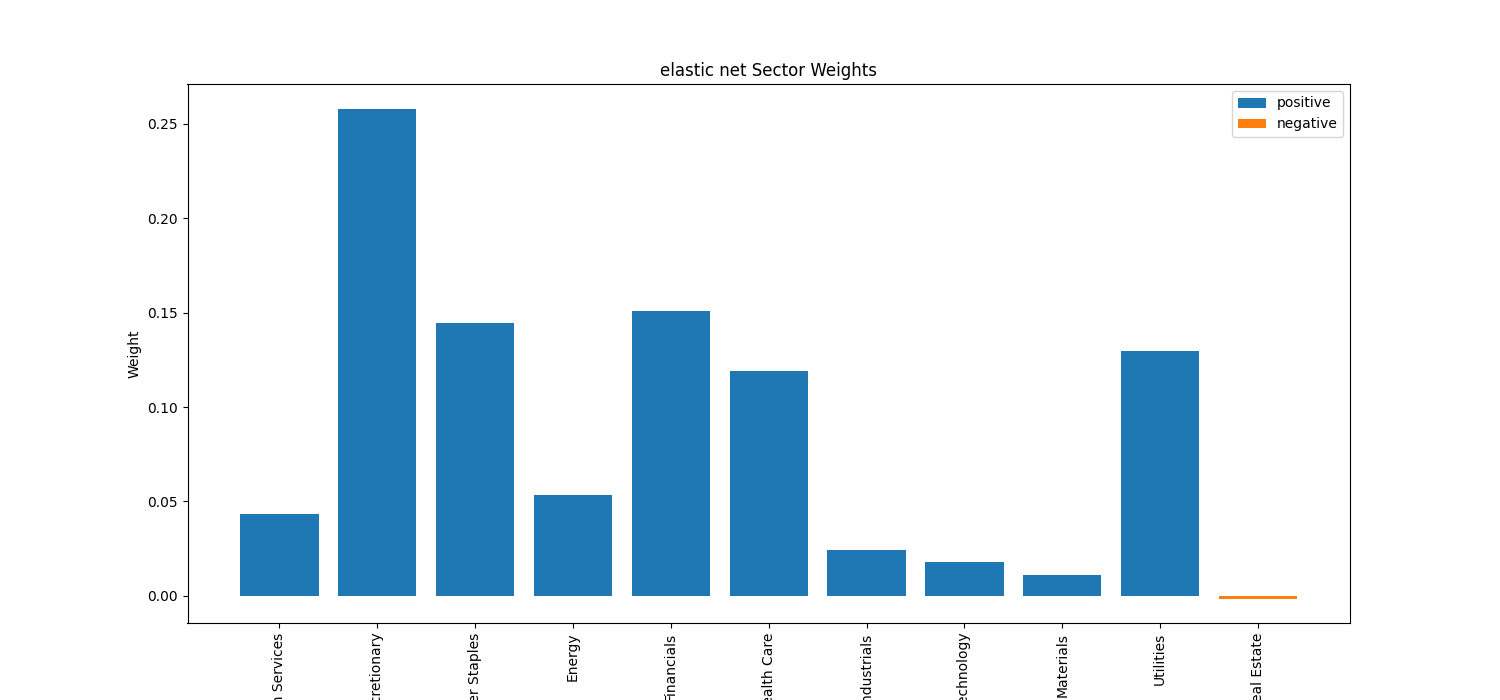 elastic net Sector Weights
positive
negative
Weight
0.25
0.20
0.15
0.10
0.05
0.00
Services
cretionary
er Staples
Energy
Financials
ealth Care
ndustrials
echnology
Materials
Utilities
eal Estate